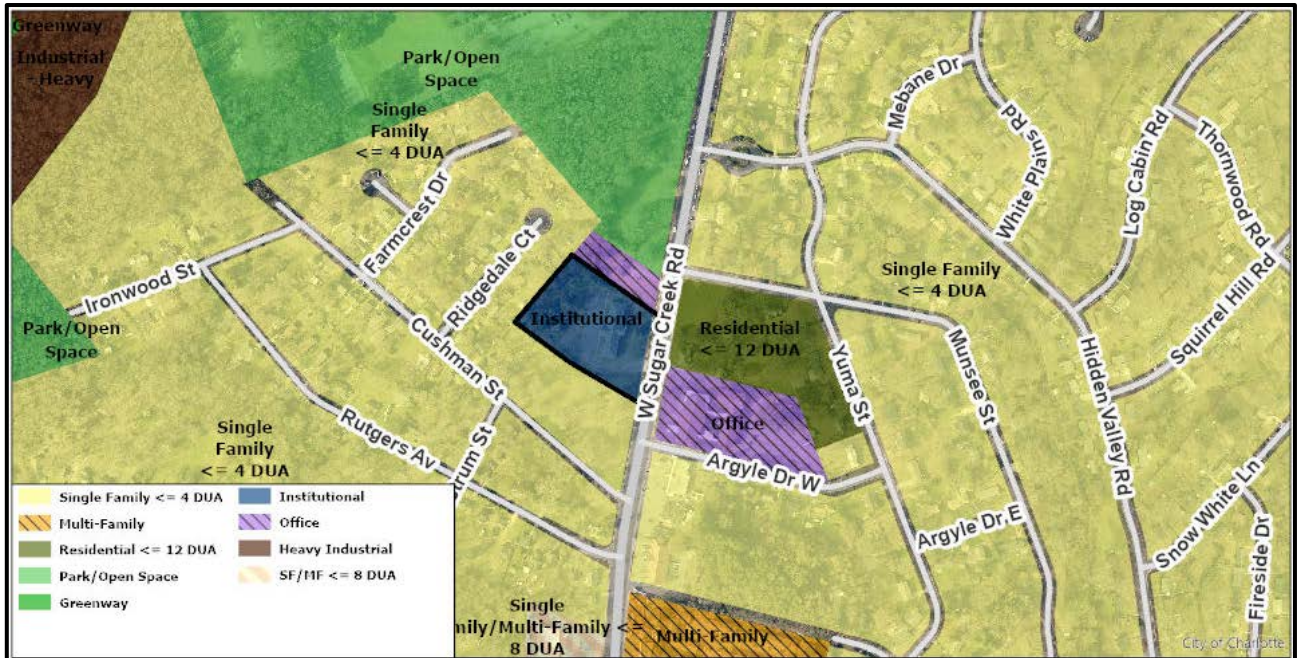 Greenway
Industrial
- Heavy
Park/Open
Space
Single
Family
<= 4 DUA
Mebane Dr
White Plains Rd
Log Cabin Rd
Thornwood Rd
Squirrel Hill Rd
Farmcrest Dr
Ridgedale Ct
Ironwood St
Cushman St
W Sugar Creek Rd
Park/Open
Space
Institutional
Residential
<= 12 DUA
Single Family
<= 4 DUA
Yuma St
Munsee St
Hidden Valley Rd
Office
Rutgers Av
trum St
Argyle Dr W
Argyle Dr E
Snow White Ln
Fireside Dr
Single
Family
<= 4 DUA
Single Family <= 4 DUA
Multi-Family
Residential <= 12 DUA
Park/Open Space
Greenway
Institutional
Office
Heavy Industrial
SF/MF <= 8 DUA
Single
mily/Multi-Family <=
8 DUA
Multi-Family
City of Charlotte